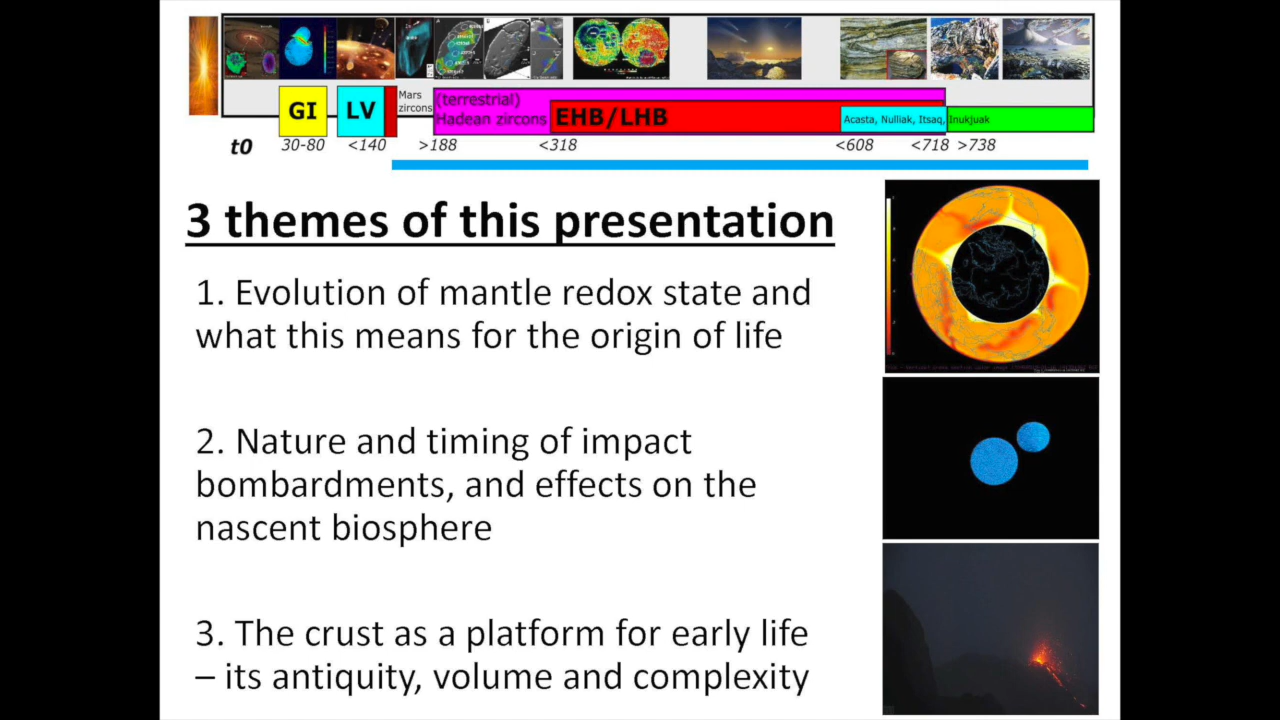 GI
LV
Mars
zircons
(terrestrial)
Hadean zircons
EHB/LHB
Acasta, Nulliak, Itsaq, Inukjuak
t0 30-80 <140 >188 <318 <608 <718 >738
3 themes of this presentation
1. Evolution of mantle redox state and
what this means for the origin of life
2. Nature and timing of impact
bombardments, and effects on the
nascent biosphere
3. The crust as a platform for early life
– its antiquity, volume and complexity